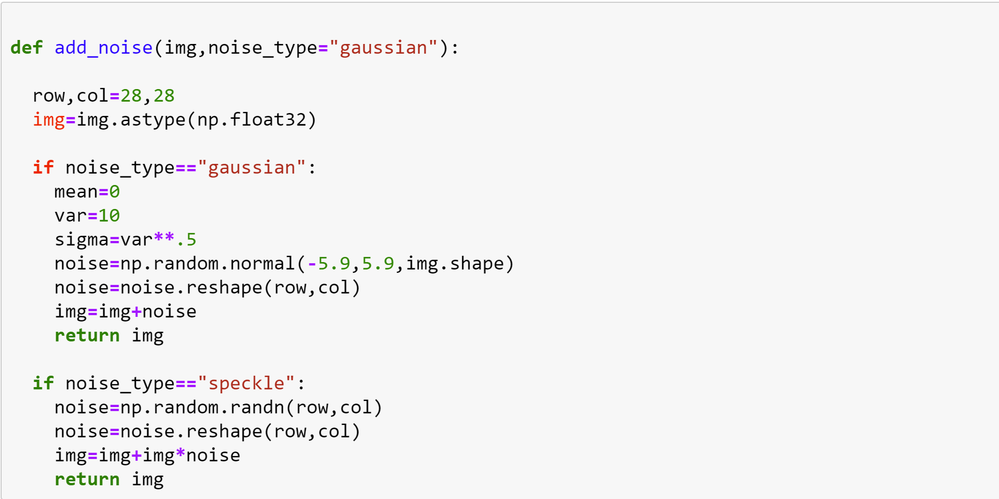 def add_noise(img,noise_type="gaussian"):
  row,col=28,28
  img=img.astype(np.float32)
  if noise_type=="gaussian":
    mean=0
    var=10
    sigma=var**.5
    noise=np.random.normal(-5.9,5.9,img.shape)
    noise=noise.reshape(row,col)
    img=img+noise
    return img
  if noise_type=="speckle":
    noise=np.random.randn(row,col)
    noise=noise.reshape(row,col)
    img=img+img*noise
    return img